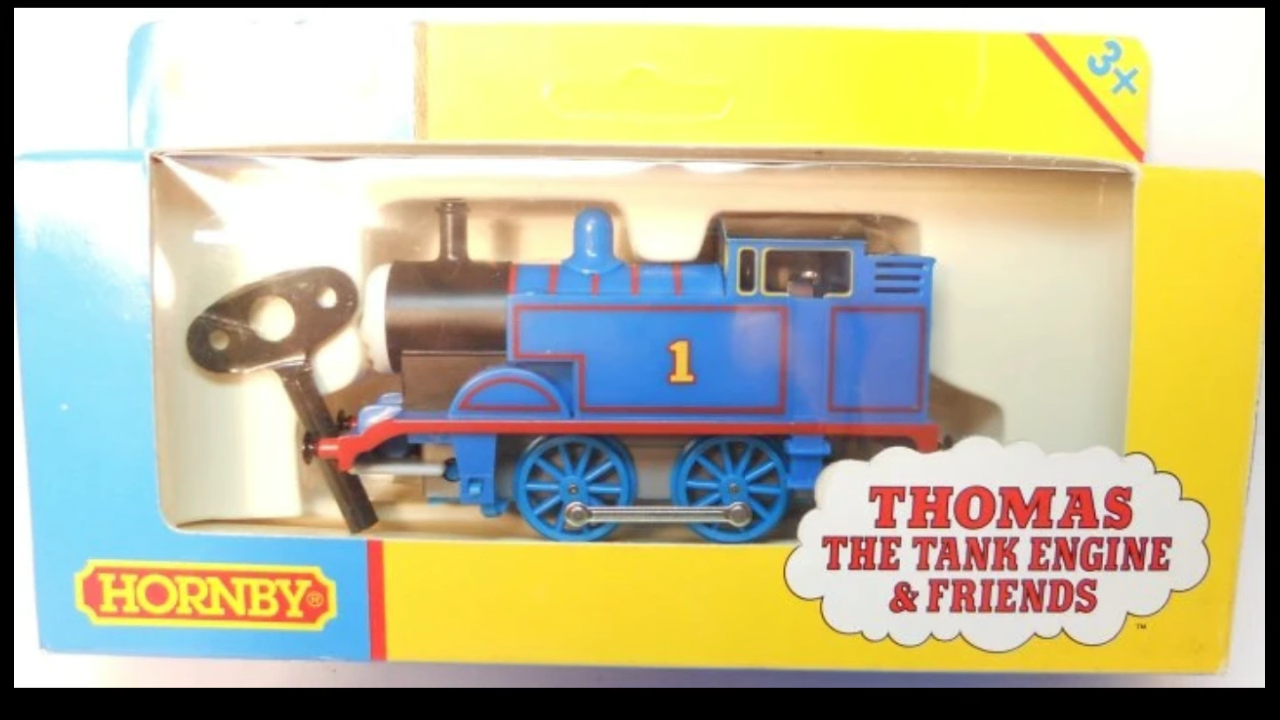 3+
1
HORNBY®
THOMAS
THE TANK ENGINE
& FRIENDS
™